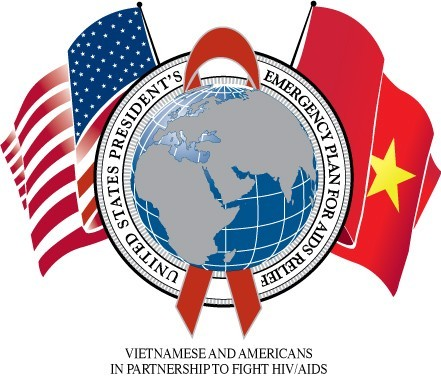 UNITED STATES PRESIDENT'S
EMERGENCY PLAN FOR AIDS RELIEF
VIETNAMESE AND AMERICANS
IN PARTNERSHIP TO FIGHT HIV/AIDS